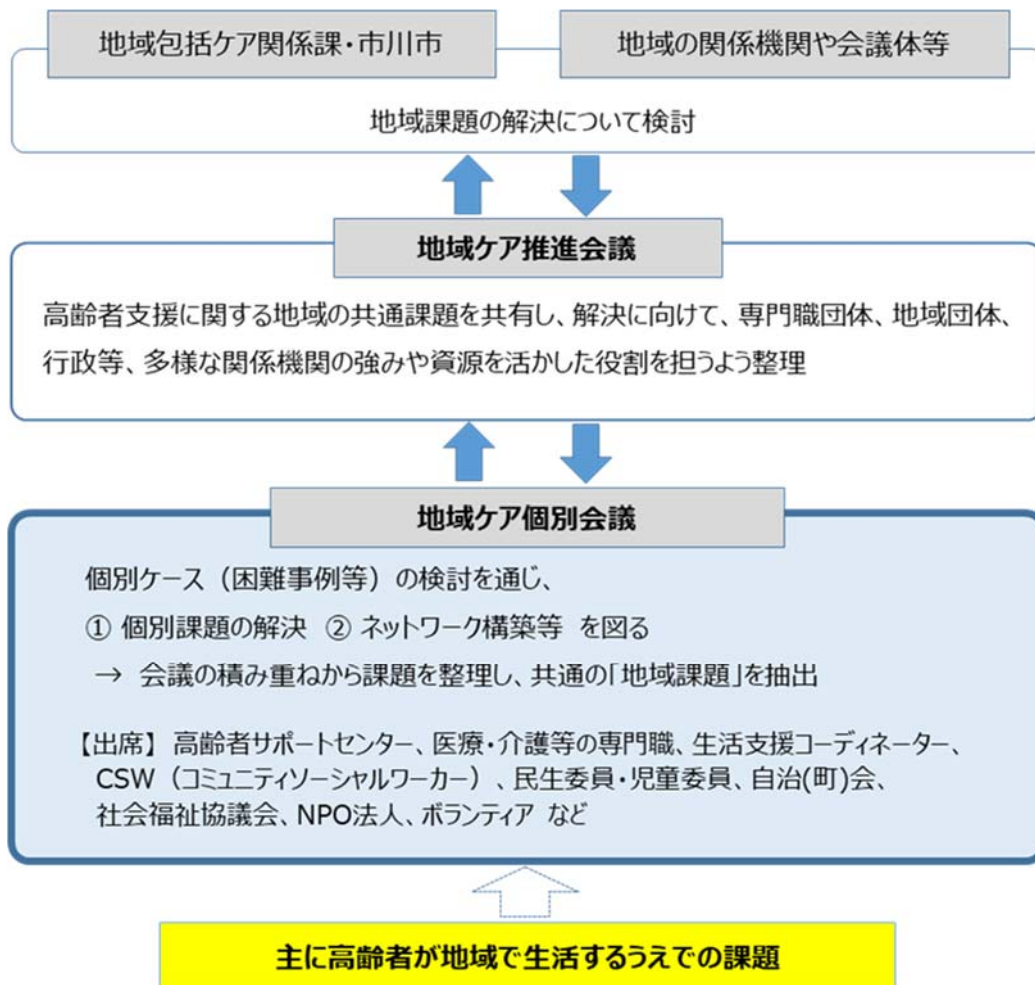 地域包括ケア関係課・市川市
地域の関係機関や会議体等
地域課題の解決について検討
地域ケア推進会議
高齢者支援に関する地域の共通課題を共有し、解決に向けて、専門職団体、地域団体、
行政等、多様な関係機関の強みや資源を活かした役割を担うよう整理
地域ケア個別会議
個別ケース（困難事例等）の検討を通じ、
① 個別課題の解決 ② ネットワーク構築等 を図る
→ 会議の積み重ねから課題を整理し、共通の「地域課題」を抽出
【出席】 高齢者サポートセンター、医療・介護等の専門職、生活支援コーディネーター、
CSW（コミュニティソーシャルワーカー）、民生委員・児童委員、自治(町)会、
社会福祉協議会、NPO法人、ボランティア など
主に高齢者が地域で生活するうえでの課題